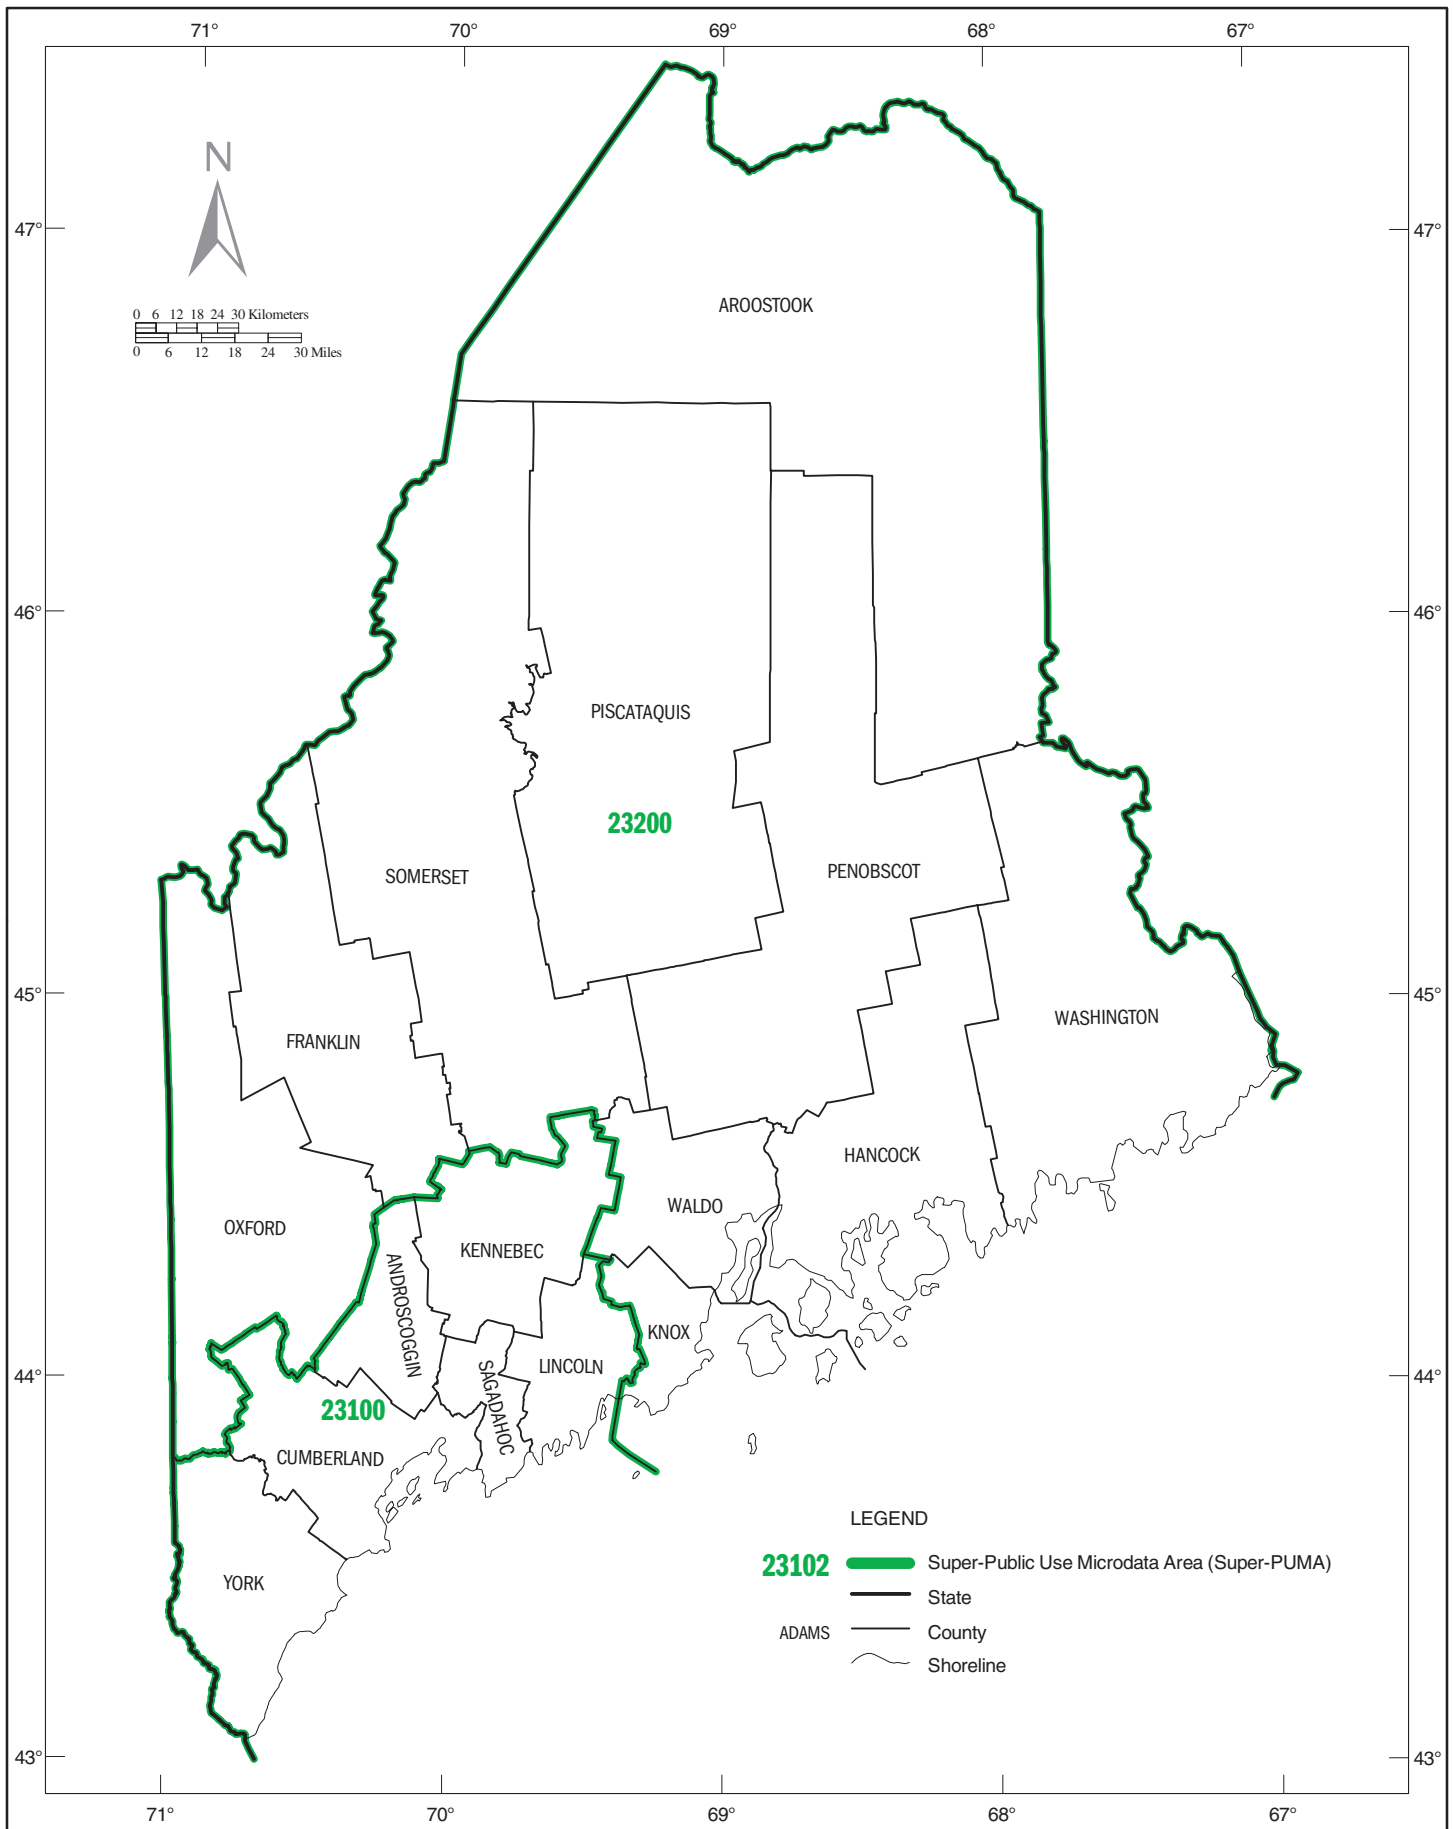 71° 70° 69° 68° 67°
N
47° 47°
AROOSTOOK
0 6 12 18 24 30 Kilometers
0 6 12 18 24 30 Miles
46° 46°
PISCATAQUIS
23200
PENOBSCOT
SOMERSET
45° 45°
WASHINGTON
FRANKLIN
HANCOCK
WALDO
OXFORD
KENNEBEC
ANDROSCOGGIN
KNOX
LINCOLN
44° 44°
SAGADAHOC
23100
CUMBERLAND
LEGEND
23102 Super-Public Use Microdata Area (Super-PUMA)
YORK
State
ADAMS County
Shoreline
43° 43°
71° 70° 69° 68° 67°